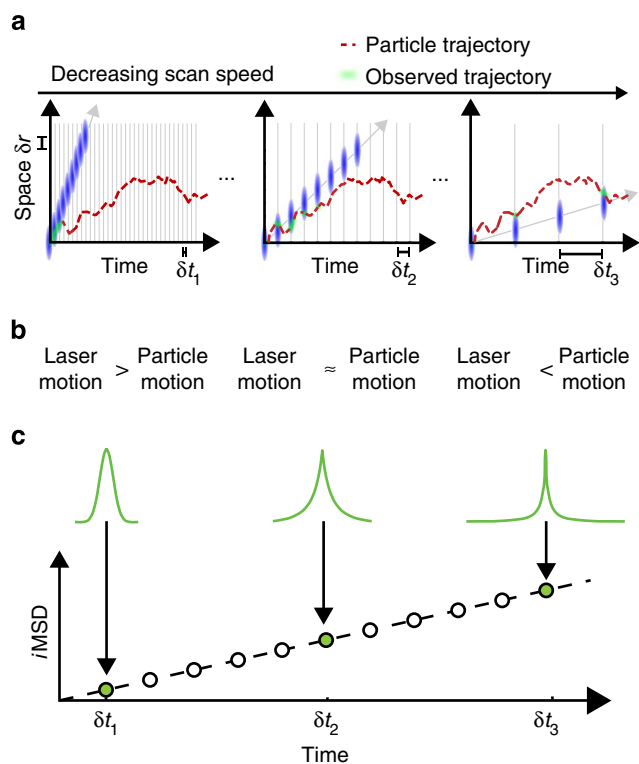 a
Particle trajectory
Observed trajectory
Decreasing scan speed
Space δr
...
...
Time
δt1
Time
δt2
Time
δt3
b
Laser motion > Particle motion
Laser motion ≈ Particle motion
Laser motion < Particle motion
c
iMSD
δt1
δt2
δt3
Time